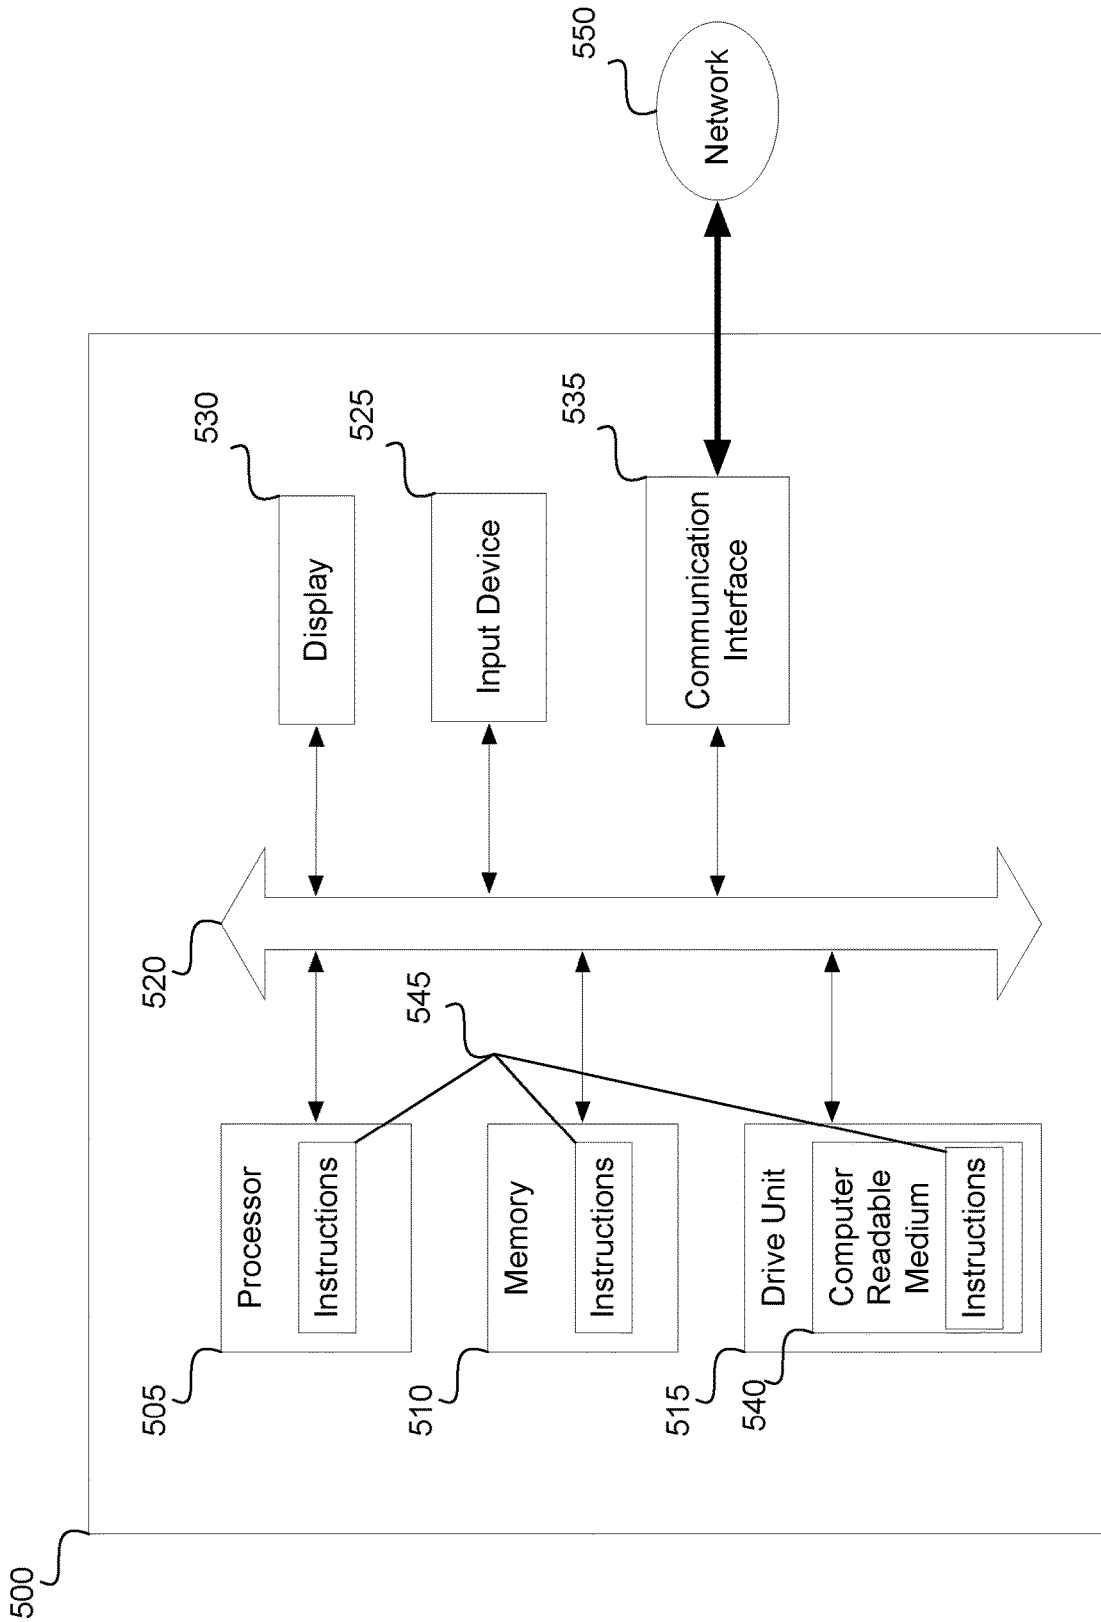 500
505
Processor
Instructions
510
Memory
Instructions
515
Drive Unit
540
Computer
Readable
Medium
Instructions
545
520
530
Display
525
Input Device
535
Communication
Interface
550
Network